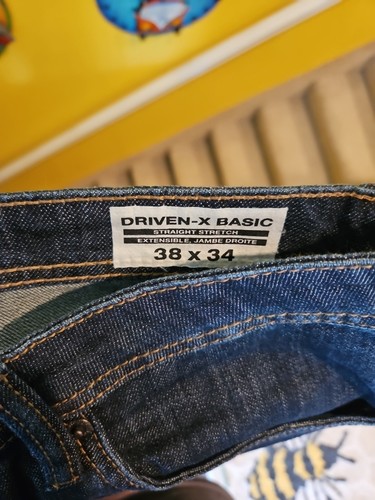 DRIVEN-X BASIC
STRAIGHT STRETCH
EXTENSIBLE, JAMBE DROITE
38 x 34